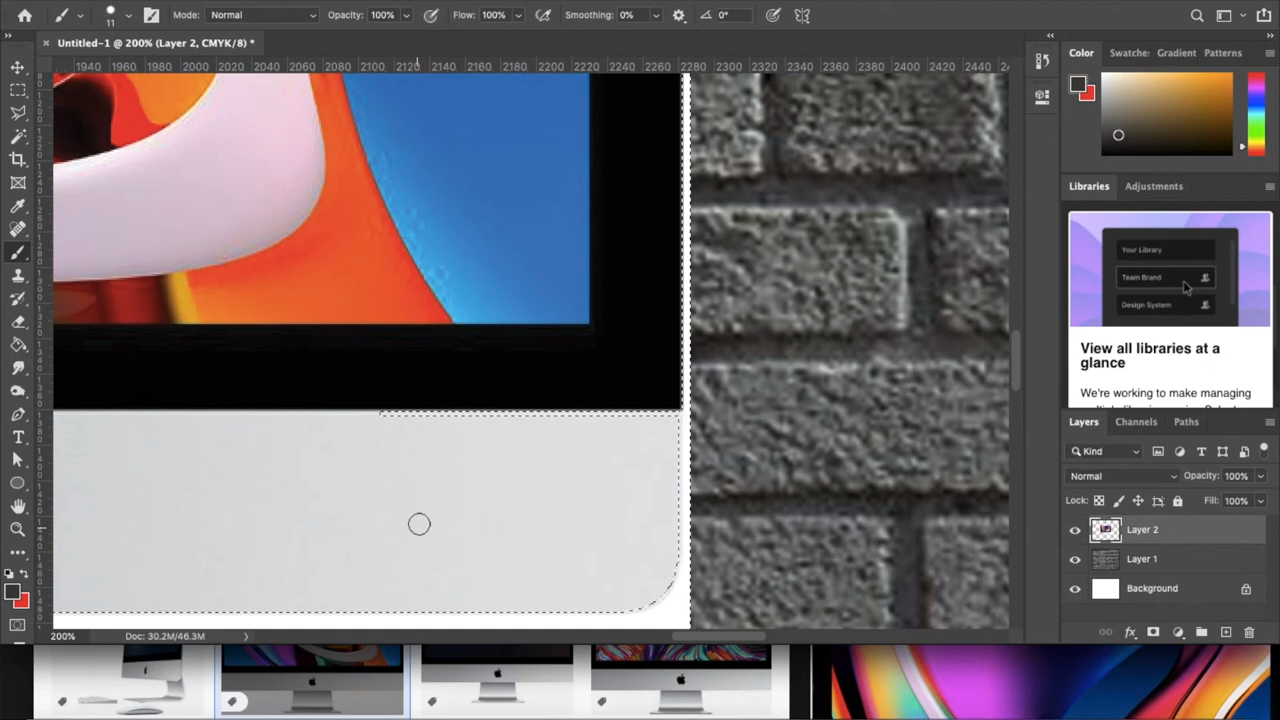 11 Mode: Normal Opacity: 100% Flow: 100% Smoothing: 0% 0°
× Untitled-1 @ 200% (Layer 2, CMYK/8) *
1940 1960 1980 2000 2020 2040 2060 2080 2100 2120 2140 2160 2180 2200 2220 2240 2260 2280 2300 2320 2340 2360 2380 2400 2420 2440 2460
Color Swatche: Gradient Patterns
Libraries Adjustments
Your Library
Team Brand
Design System
View all libraries at a
glance
We're working to make managing
Layers Channels Paths
Kind
Normal Opacity: 100%
Lock: Fill: 100%
Layer 2
Layer 1
Background
fx
200% Doc: 30.2M/46.3M